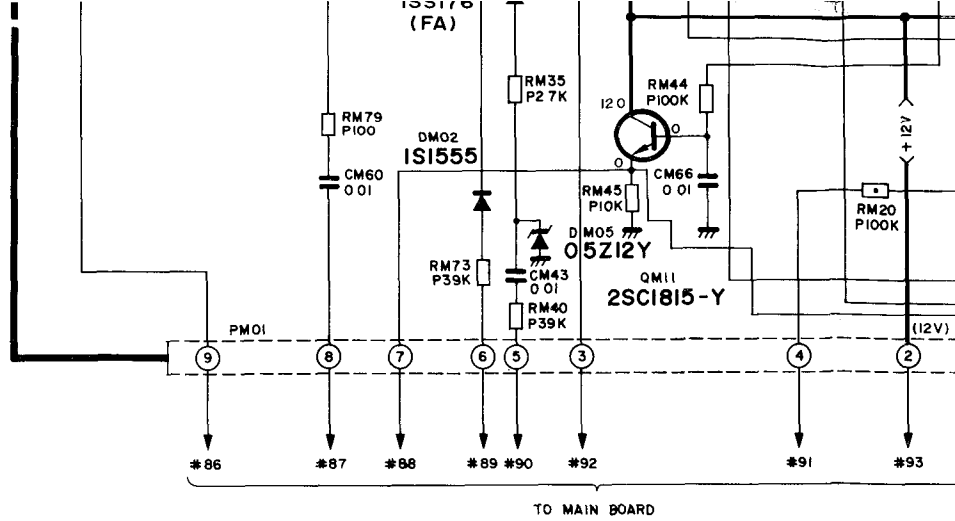 1SS176
(FA)
RM35
P2.7K
RM44
P100K
12.0
RM79
P100
0
DM02
1S1555
+12V
0
CM60
0.01
CM66
0.01
RM45
P10K
RM20
P100K
DM05
05Z12Y
RM73
P39K
CM43
0.01
QM11
2SC1815-Y
RM40
P39K
PM01
(12V)
9 8 7 6 5 3 4 2
#86 #87 #88 #89 #90 #92 #91 #93
TO MAIN BOARD